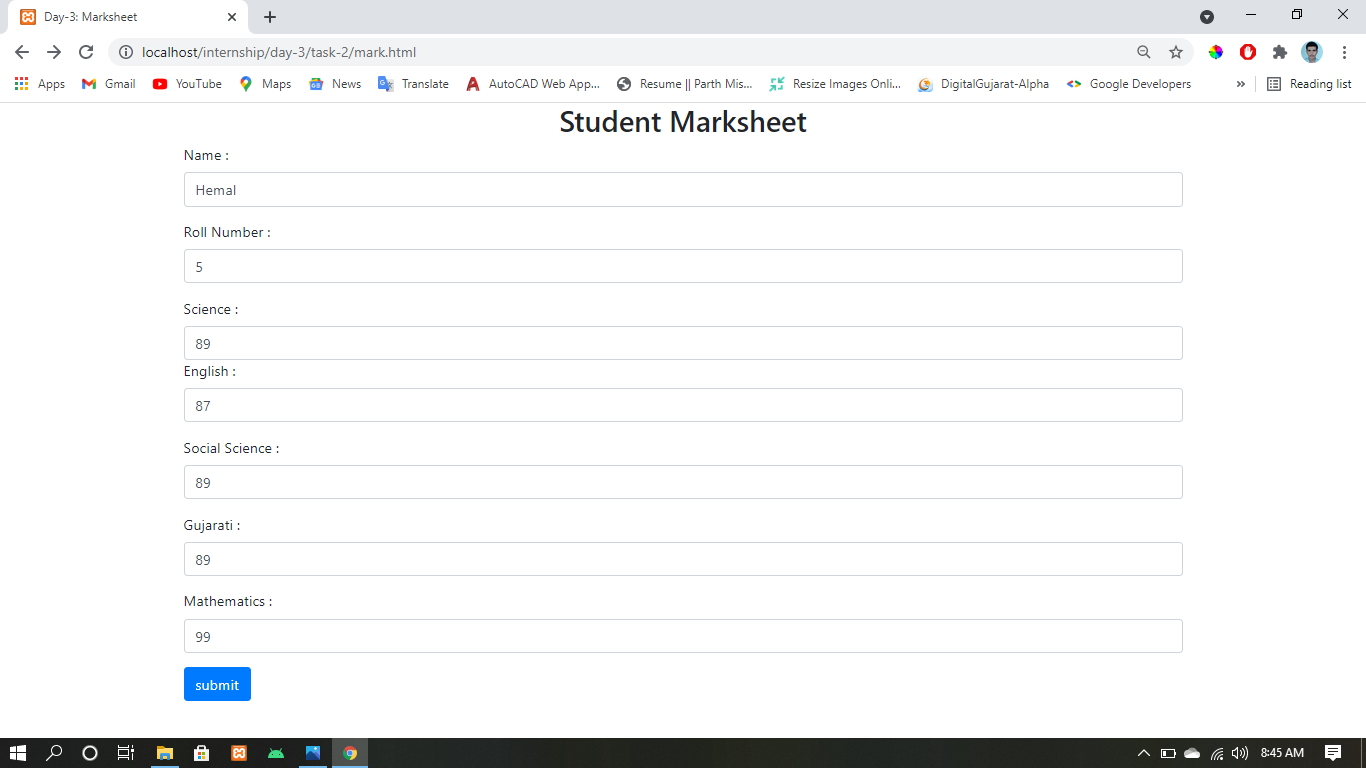 Day-3: Marksheet
localhost/internship/day-3/task-2/mark.html
Apps Gmail YouTube Maps News Translate AutoCAD Web App... Resume || Parth Mis... Resize Images Onli... DigitalGujarat-Alpha Google Developers » Reading list
Student Marksheet
Name :
Hemal
Roll Number :
5
Science :
89
English :
87
Social Science :
89
Gujarati :
89
Mathematics :
99
submit
8:45 AM